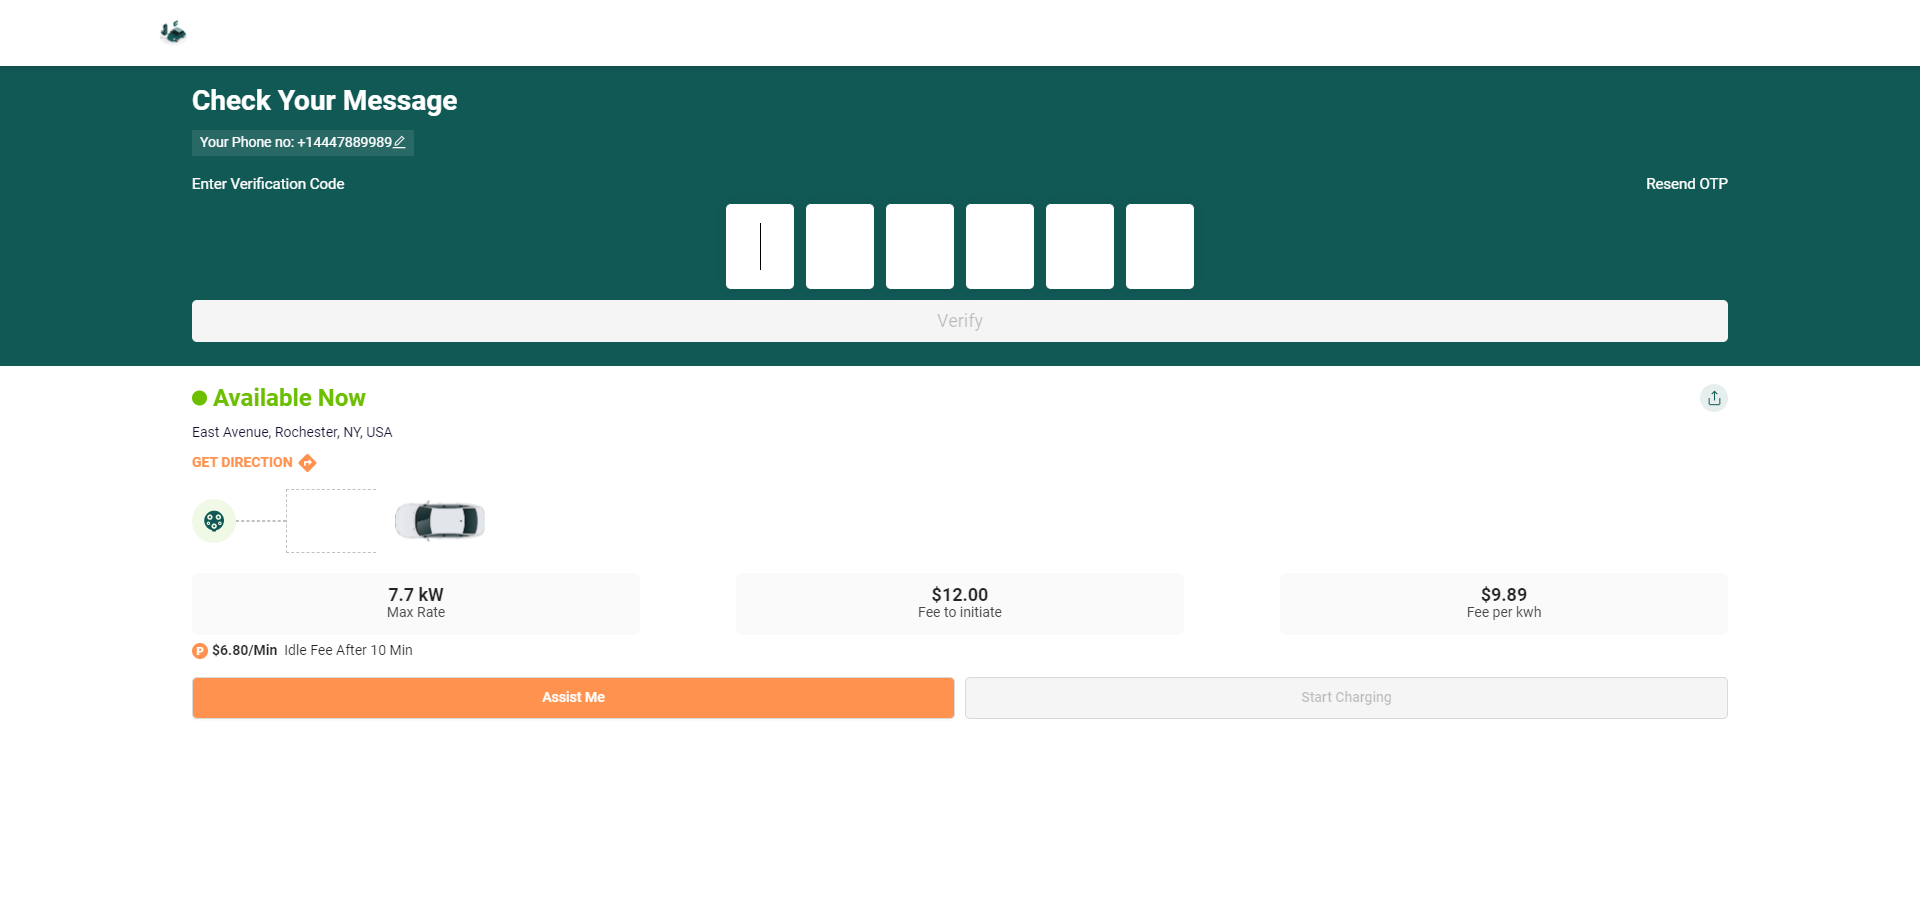 Check Your Message
Your Phone no: +14447889989
Enter Verification Code
Resend OTP
Verify
Available Now
East Avenue, Rochester, NY, USA
GET DIRECTION
7.7 kW
Max Rate
$12.00
Fee to initiate
$9.89
Fee per kwh
P $6.80/Min Idle Fee After 10 Min
Assist Me
Start Charging